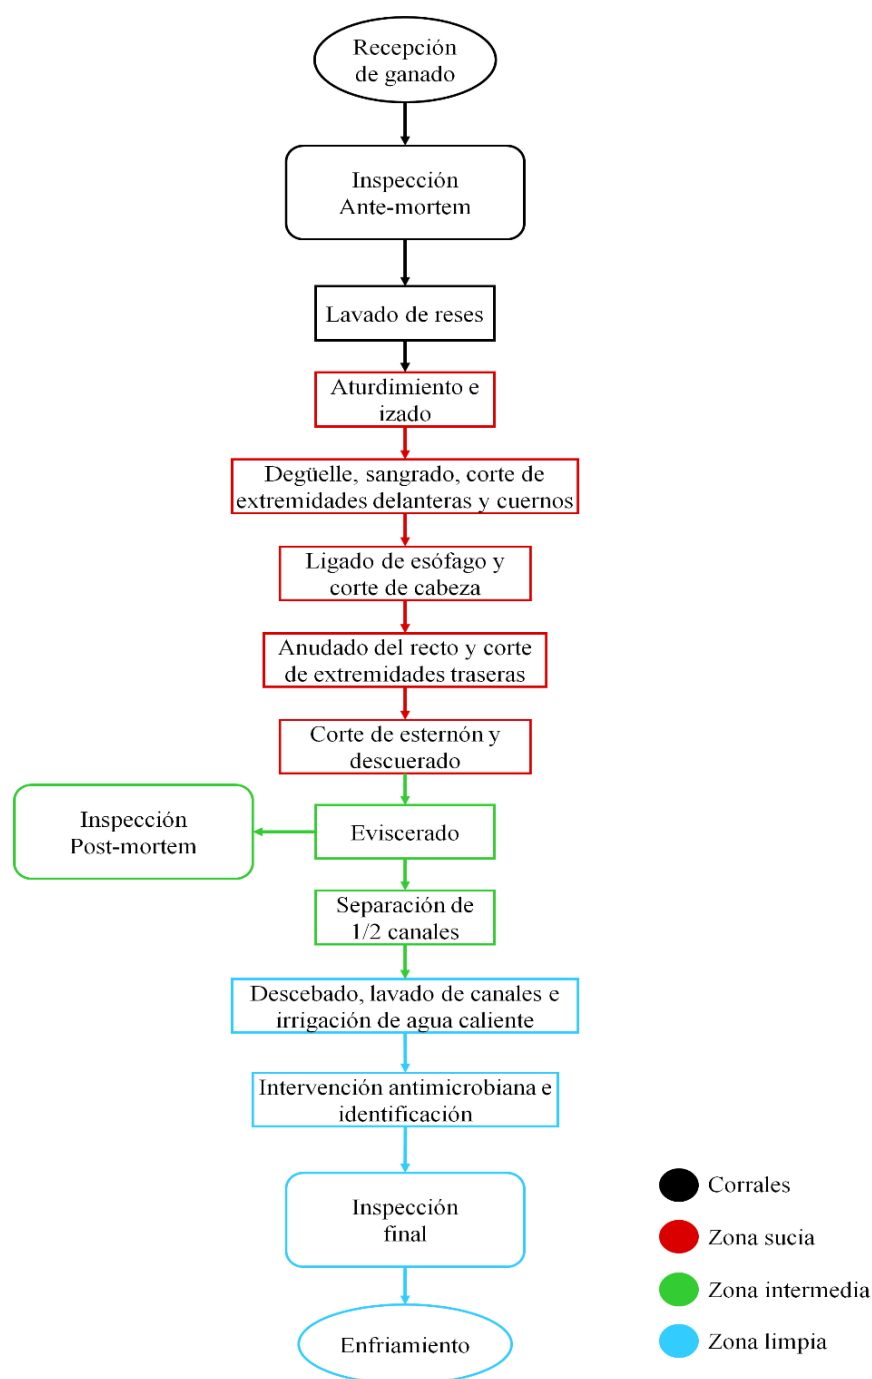 Recepción
de ganado
Inspección
Ante-mortem
Lavado de reses
Aturdimiento e
izado
Degüelle, sangrado, corte de
extremidades delanteras y cuernos
Ligado de esófago y
corte de cabeza
Anudado del recto y corte
de extremidades traseras
Corte de esternón y
descuerado
Inspección
Post-mortem
Eviscerado
Separación de
1/2 canales
Descebado, lavado de canales e
irrigación de agua caliente
Intervención antimicrobiana e
identificación
Inspección
final
Enfriamiento
Corrales
Zona sucia
Zona intermedia
Zona limpia